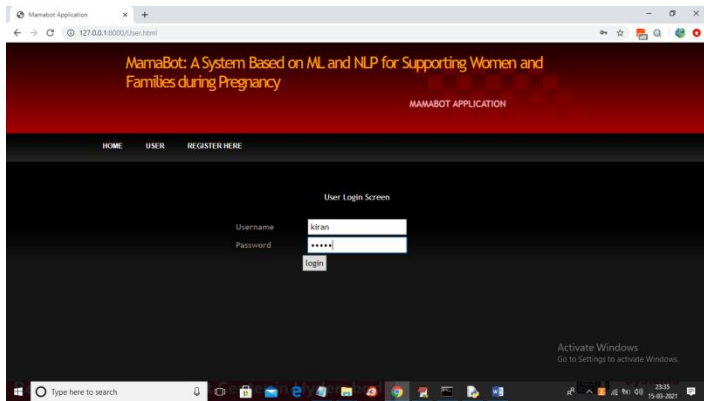 Mamabot Application
127.0.0.1:8000/User.html
MamaBot: A System Based on ML and NLP for Supporting Women and
Families during Pregnancy
MAMABOT APPLICATION
HOME USER REGISTER HERE
User Login Screen
Username kiran
Password •••••
login
Activate Windows
Go to Settings to activate Windows.
Type here to search
23:35
15-03-2021